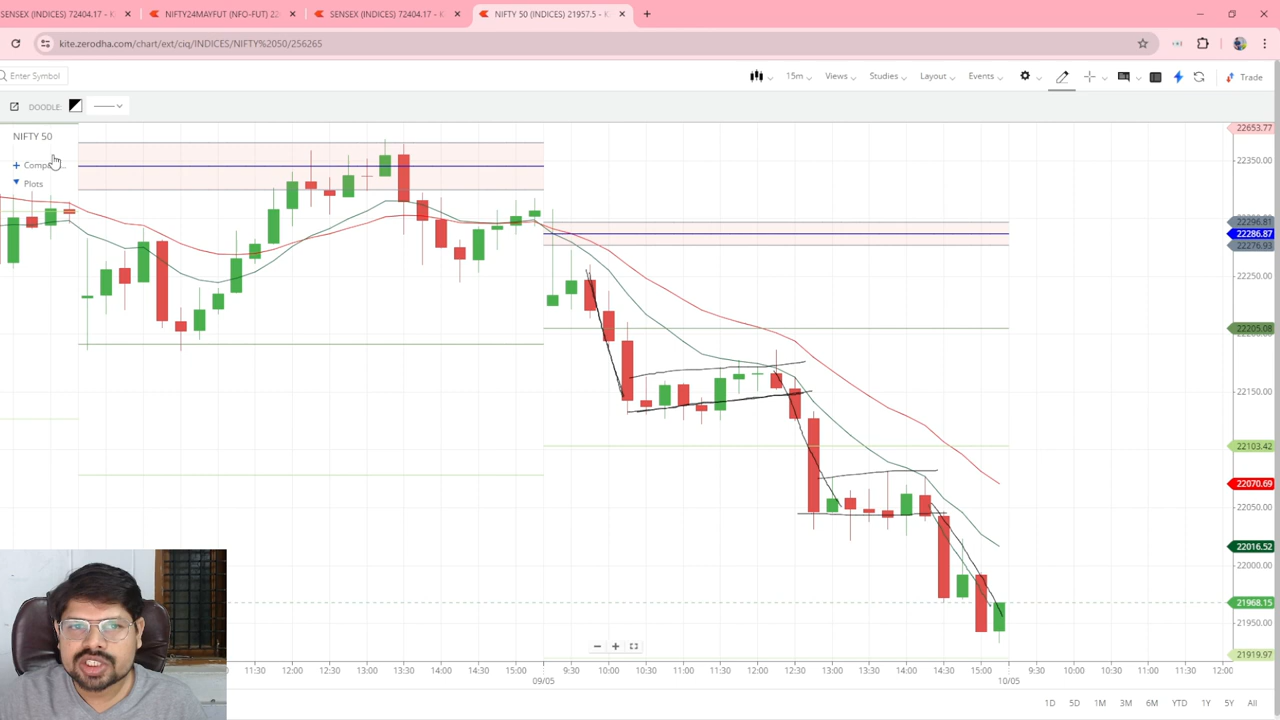 SENSEX (INDICES) 72404.17 - K
NIFTY24MAYFUT (NFO-FUT) 22
SENSEX (INDICES) 72404.17 - K
NIFTY 50 (INDICES) 21957.5 - K
kite.zerodha.com/chart/ext/ciq/INDICES/NIFTY%2050/256265
Enter Symbol
15m
Views
Studies
Layout
Events
Trade
DOODLE:
NIFTY 50
Plots
22653.77
22350.00
22296.81
22286.87
22276.93
22250.00
22205.08
22150.00
22103.42
22070.69
22050.00
22016.52
22000.00
21968.15
21950.00
21919.97
11:30 12:00 12:30 13:00 13:30 14:00 14:30 15:00 9:30 10:00 10:30 11:00 11:30 12:00 12:30 13:00 13:30 14:00 14:30 15:00 9:30 10:00 10:30 11:00 11:30 12:00
09/05 10/05
1D 5D 1M 3M 6M YTD 1Y 5Y All